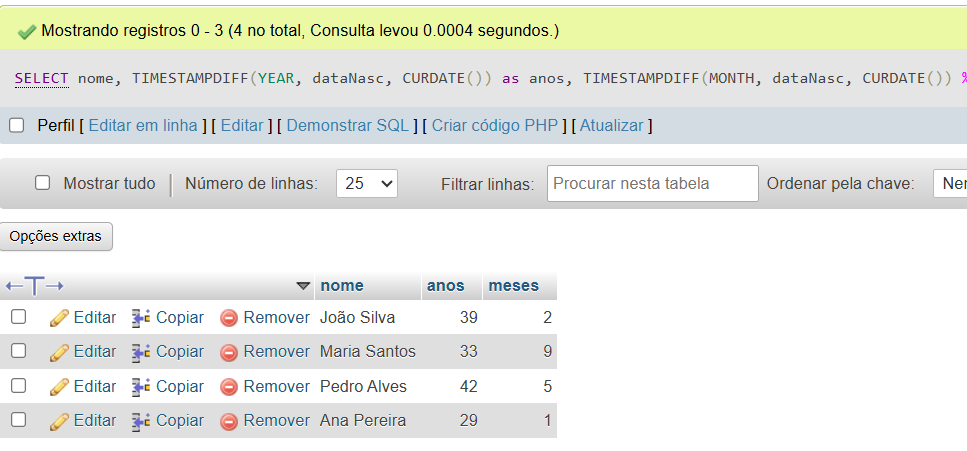 Mostrando registros 0 - 3 (4 no total, Consulta levou 0.0004 segundos.)
SELECT nome, TIMESTAMPDIFF(YEAR, dataNasc, CURDATE()) as anos, TIMESTAMPDIFF(MONTH, dataNasc, CURDATE()) %
Perfil [ Editar em linha ] [ Editar ] [ Demonstrar SQL ] [ Criar código PHP ] [ Atualizar ]
Mostrar tudo Número de linhas: 25 Filtrar linhas: Procurar nesta tabela Ordenar pela chave:
Opções extras
←T→ nome anos meses
Editar Copiar Remover João Silva 39 2
Editar Copiar Remover Maria Santos 33 9
Editar Copiar Remover Pedro Alves 42 5
Editar Copiar Remover Ana Pereira 29 1